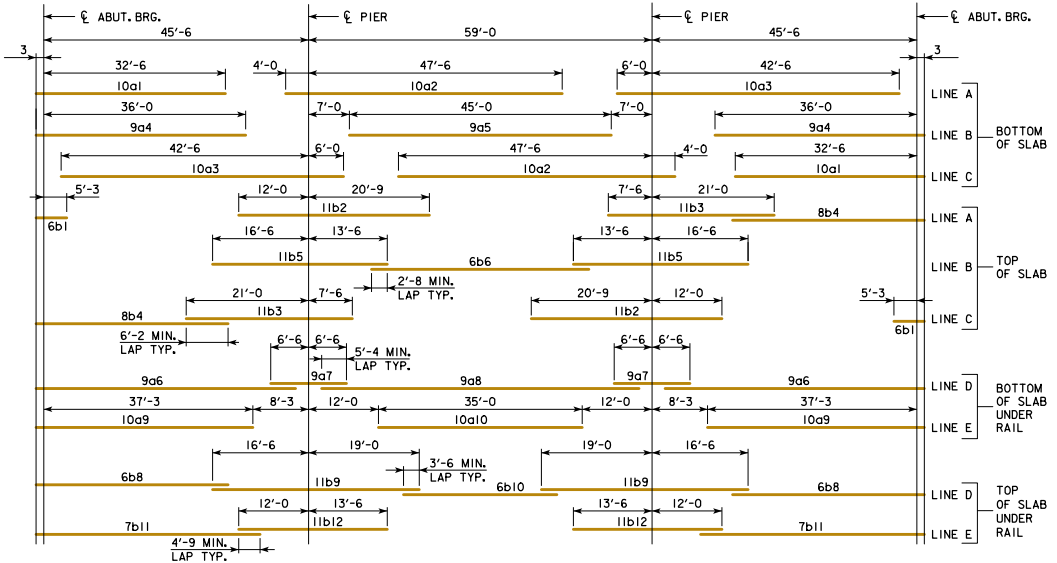 ℄ ABUT. BRG. ℄ PIER ℄ PIER ℄ ABUT. BRG.
45'-6 59'-0 45'-6
3 3
32'-6 4'-0 47'-6 6'-0 42'-6
10a1 10a2 10a3 LINE A
36'-0 7'-0 45'-0 7'-0 36'-0
9a4 9a5 9a4 LINE B
BOTTOM
OF SLAB
42'-6 6'-0 47'-6 4'-0 32'-6
10a3 10a2 10a1 LINE C
5'-3 12'-0 20'-9 7'-6 21'-0
6b1 11b2 11b3 8b4 LINE A
16'-6 13'-6 13'-6 16'-6
11b5 6b6 11b5 LINE B
TOP
OF SLAB
2'-8 MIN.
LAP TYP.
21'-0 7'-6 20'-9 12'-0 5'-3
8b4 11b3 11b2 6b1 LINE C
6'-2 MIN.
LAP TYP.
6'-6 6'-6 5'-4 MIN.
LAP TYP.
6'-6 6'-6
9a6 9a7 9a8 9a7 9a6 LINE D
37'-3 8'-3 12'-0 35'-0 12'-0 8'-3 37'-3
10a9 10a10 10a9 LINE E
BOTTOM
OF SLAB
UNDER
RAIL
16'-6 19'-0 3'-6 MIN.
LAP TYP.
19'-0 16'-6
6b8 11b9 6b10 11b9 6b8 LINE D
12'-0 13'-6 13'-6 12'-0
7b11 11b12 11b12 7b11 LINE E
TOP
OF SLAB
UNDER
RAIL
4'-9 MIN.
LAP TYP.